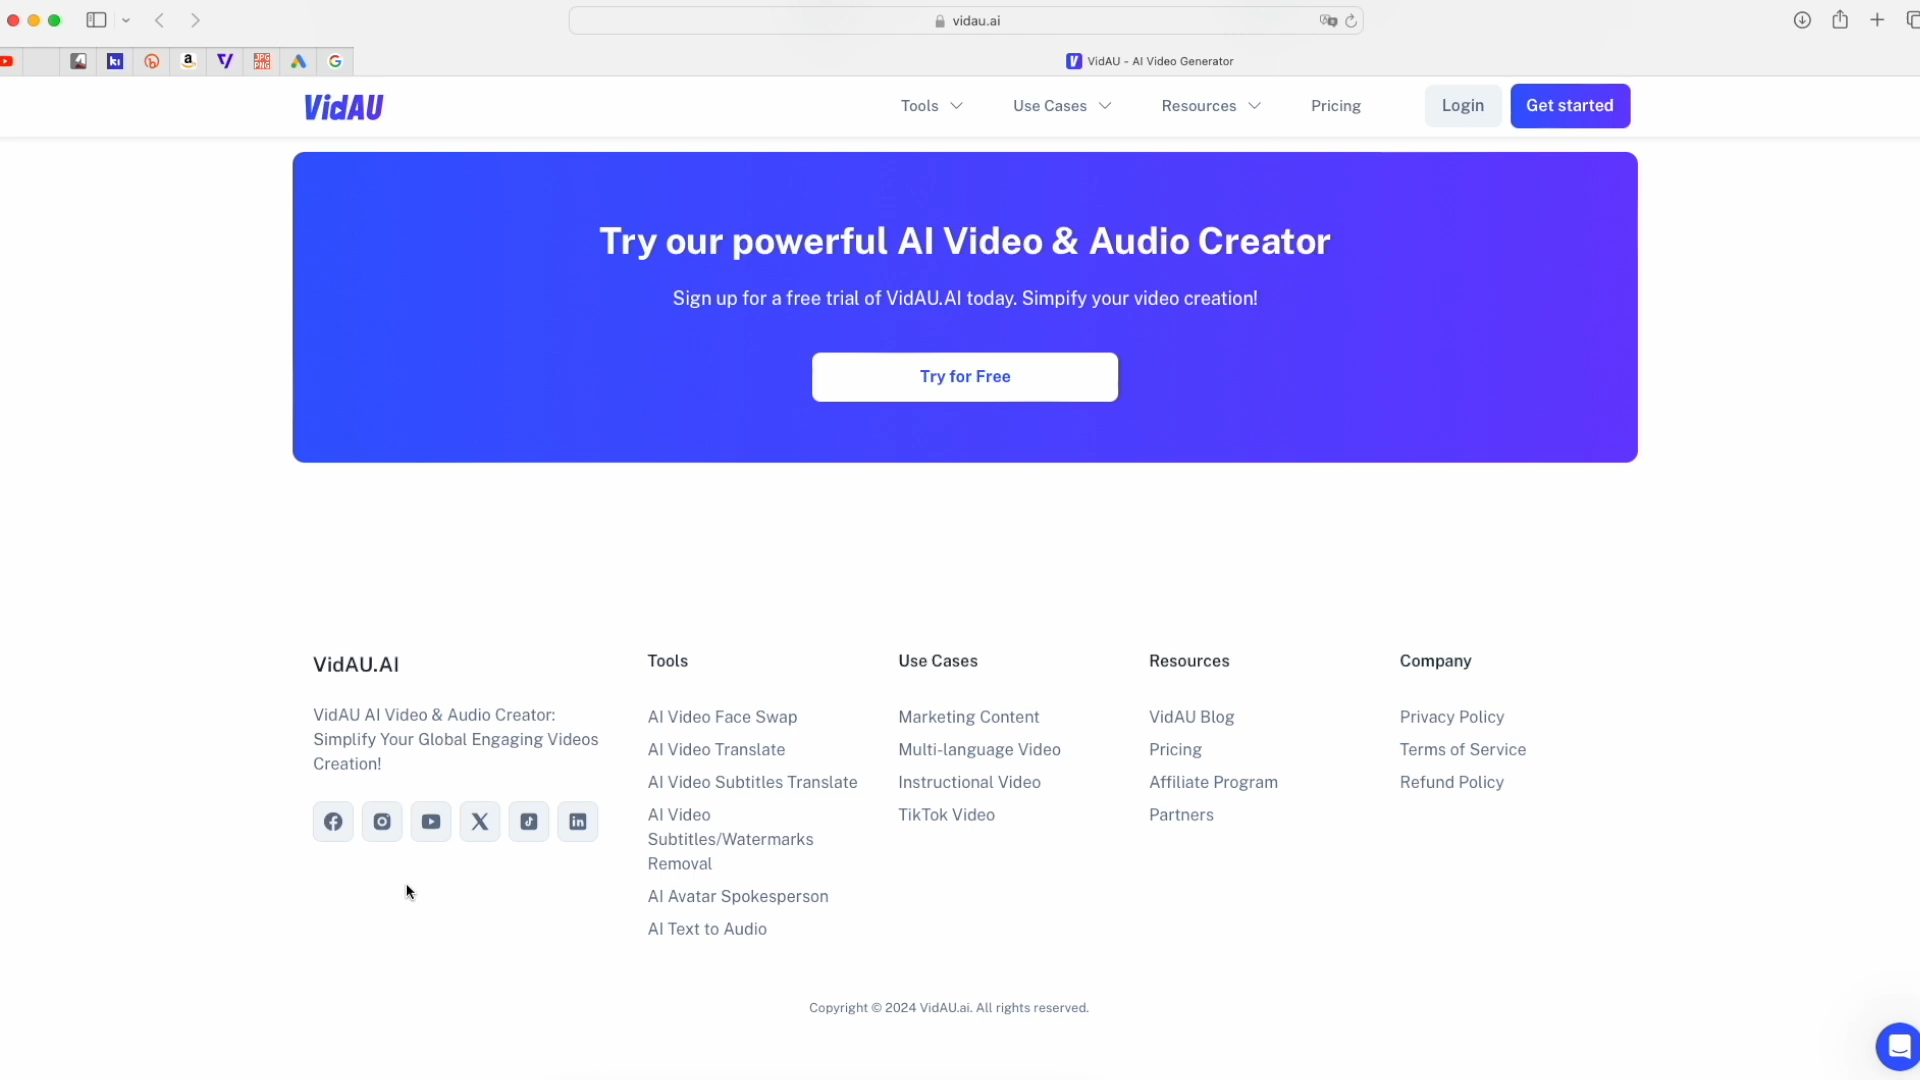 vidau.ai
VidAU - AI Video Generator
VidAU
Tools
Use Cases
Resources
Pricing
Login
Get started
Try our powerful AI Video & Audio Creator
Sign up for a free trial of VidAU.AI today. Simpify your video creation!
Try for Free
VidAU.AI
VidAU AI Video & Audio Creator:
Simplify Your Global Engaging Videos
Creation!
Tools
AI Video Face Swap
AI Video Translate
AI Video Subtitles Translate
AI Video
Subtitles/Watermarks
Removal
AI Avatar Spokesperson
AI Text to Audio
Use Cases
Marketing Content
Multi-language Video
Instructional Video
TikTok Video
Resources
VidAU Blog
Pricing
Affiliate Program
Partners
Company
Privacy Policy
Terms of Service
Refund Policy
Copyright © 2024 VidAU.ai. All rights reserved.